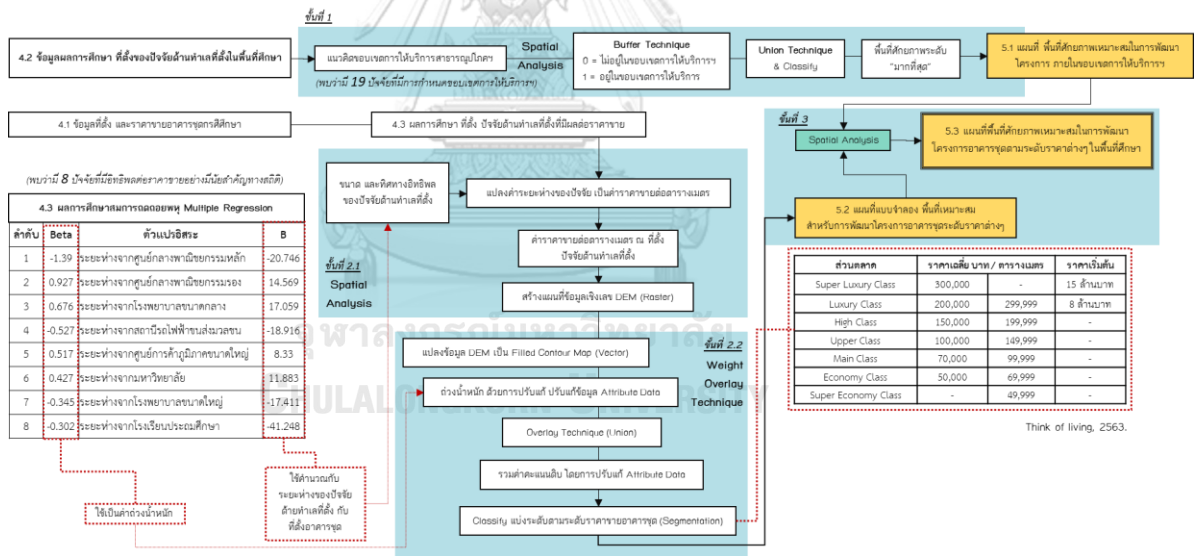 ขั้นที่ 1
4.2 ข้อมูลผลการศึกษา ที่ตั้งของปัจจัยด้านทำเลที่ตั้งในพื้นที่ศึกษา
แนวคิดขอบเขตการให้บริการสาธารณูปโภคฯ
(พบว่ามี 19 ปัจจัยที่มีการกำหนดขอบเขตการให้บริการฯ)
Spatial
Analysis
Buffer Technique
0 = ไม่อยู่ในขอบเขตการให้บริการฯ
1 = อยู่ในขอบเขตการให้บริการ
Union Technique
& Classify
พื้นที่ศักยภาพระดับ
"มากที่สุด"
5.1 แผนที่ พื้นที่ศักยภาพเหมาะสมในการพัฒนา
โครงการ ภายในขอบเขตการให้บริการฯ
4.1 ข้อมูลที่ตั้ง และราคาขายอาคารชุดกรณีศึกษา
4.3 ผลการศึกษา ที่ตั้ง ปัจจัยด้านทำเลที่ตั้งที่มีผลต่อราคาขาย
ขั้นที่ 3
Spatial Analysis
5.3 แผนที่พื้นที่ศักยภาพเหมาะสมในการพัฒนา
โครงการอาคารชุดตามระดับราคาต่างๆ ในพื้นที่ศึกษา
5.2 แผนที่แบบจำลอง พื้นที่เหมาะสม
สำหรับการพัฒนาโครงการอาคารชุดระดับราคาต่างๆ
(พบว่ามี 8 ปัจจัยที่มีอิทธิพลต่อราคาขายอย่างมีนัยสำคัญทางสถิติ)
4.3 ผลการศึกษาสมการถดถอยพหุ Multiple Regression
ลำดับ Beta ตัวแปรอิสระ B
1 -1.39 ระยะห่างจากศูนย์กลางพาณิชยกรรมหลัก -20.746
2 0.927 ระยะห่างจากศูนย์กลางพาณิชยกรรมรอง 14.569
3 0.676 ระยะห่างจากโรงพยาบาลขนาดกลาง 17.059
4 -0.527 ระยะห่างจากสถานีรถไฟฟ้าขนส่งมวลชน -18.916
5 0.517 ระยะห่างจากศูนย์การค้าภูมิภาคขนาดใหญ่ 8.33
6 0.427 ระยะห่างจากมหาวิทยาลัย 11.883
7 -0.345 ระยะห่างจากโรงพยาบาลขนาดใหญ่ -17.411
8 -0.302 ระยะห่างจากโรงเรียนประถมศึกษา -41.248
ใช้เป็นค่าถ่วงน้ำหนัก
ใช้คำนวณกับ
ระยะห่างของปัจจัย
ด้ายทำเลที่ตั้ง กับ
ที่ตั้งอาคารชุด
ขนาด และทิศทางอิทธิพล
ของปัจจัยด้านทำเลที่ตั้ง
แปลงค่าระยะห่างของปัจจัย เป็นค่าราคาขายต่อตารางเมตร
ค่าราคาขายต่อตารางเมตร ณ ที่ตั้ง
ปัจจัยด้านทำเลที่ตั้ง
ขั้นที่ 2.1
Spatial
Analysis
สร้างแผนที่ข้อมูลเชิงเลข DEM (Raster)
จุฬาลงกรณ์มหาวิทยาลัย
CHULALONGKORN UNIVERSITY
แปลงข้อมูล DEM เป็น Filled Contour Map (Vector)
ขั้นที่ 2.2
Weight
Overlay
Technique
ถ่วงน้ำหนัก ด้วยการปรับแก้ ปรับแก้ข้อมูล Attribute Data
Overlay Technique (Union)
รวมค่าคะแนนดิบ โดยการปรับแก้ Attribute Data
Classify แบ่งระดับตามระดับราคาขายอาคารชุด (Segmentation)
ส่วนตลาด ราคาเฉลี่ย บาท / ตารางเมตร ราคาเริ่มต้น
Super Luxury Class 300,000 - 15 ล้านบาท
Luxury Class 200,000 299,999 8 ล้านบาท
High Class 150,000 199,999 -
Upper Class 100,000 149,999 -
Main Class 70,000 99,999 -
Economy Class 50,000 69,999 -
Super Economy Class - 49,999 -
Think of living, 2563.